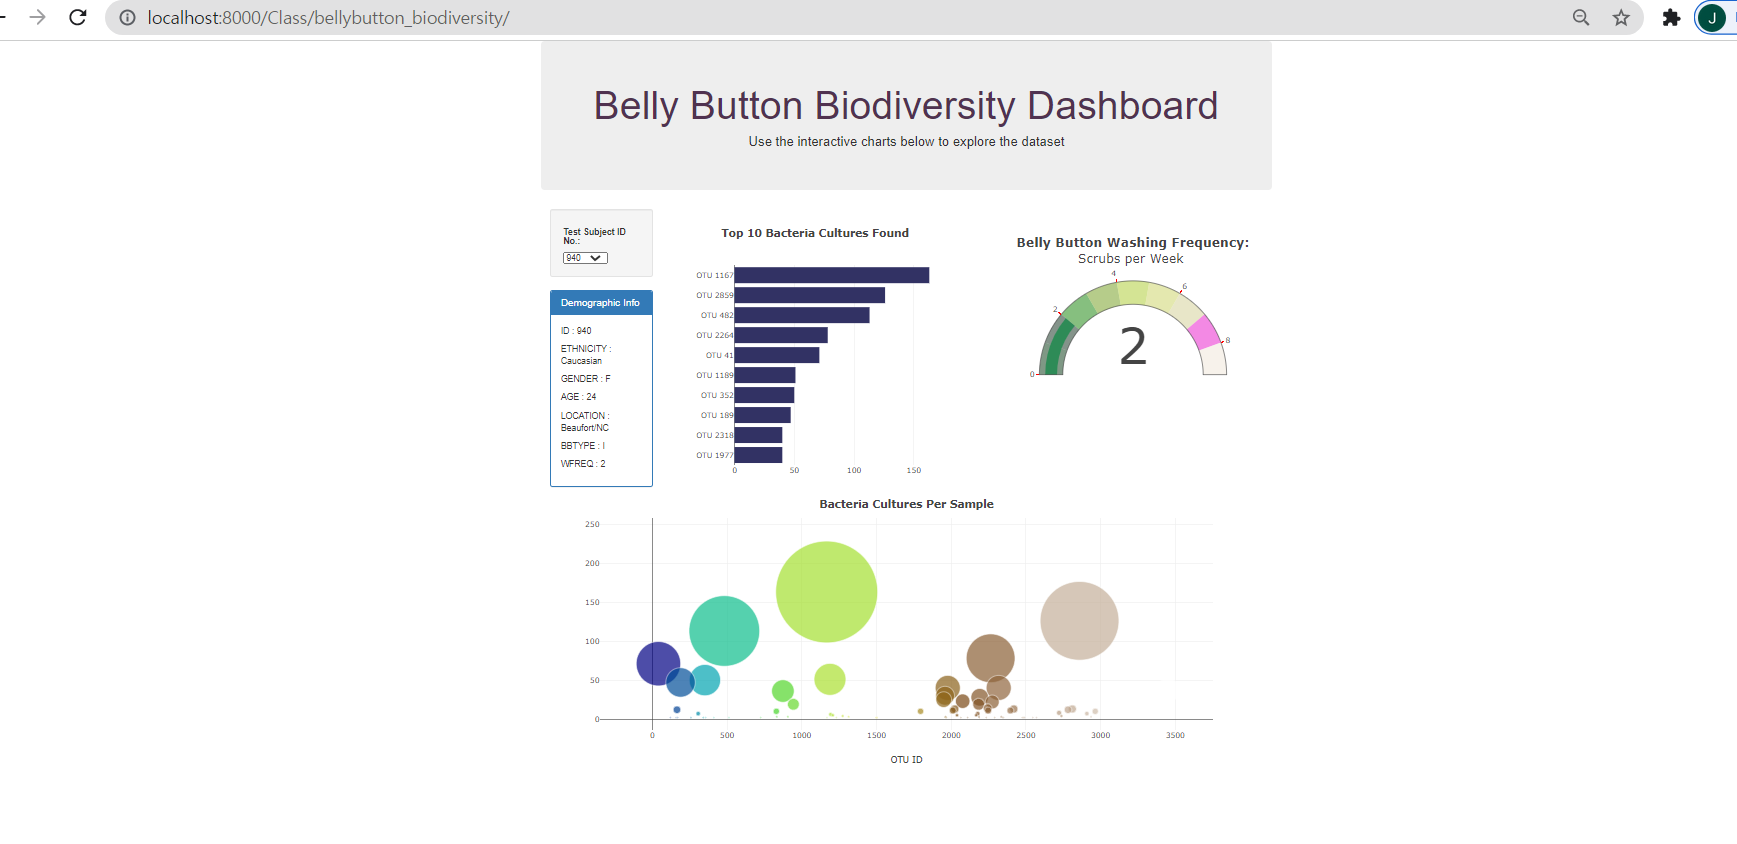 localhost:8000/Class/bellybutton_biodiversity/
J
Belly Button Biodiversity Dashboard
Use the interactive charts below to explore the dataset
Test Subject ID
No.:
940
Demographic Info
ID : 940
ETHNICITY :
Caucasian
GENDER : F
AGE : 24
LOCATION :
Beaufort/NC
BBTYPE : I
WFREQ : 2
Top 10 Bacteria Cultures Found
OTU 1167
OTU 2859
OTU 482
OTU 2264
OTU 41
OTU 1189
OTU 352
OTU 189
OTU 2318
OTU 1977
0 50 100 150
Belly Button Washing Frequency:
Scrubs per Week
0 2 4 6 8
2
Bacteria Cultures Per Sample
250
200
150
100
50
0
0 500 1000 1500 2000 2500 3000 3500
OTU ID